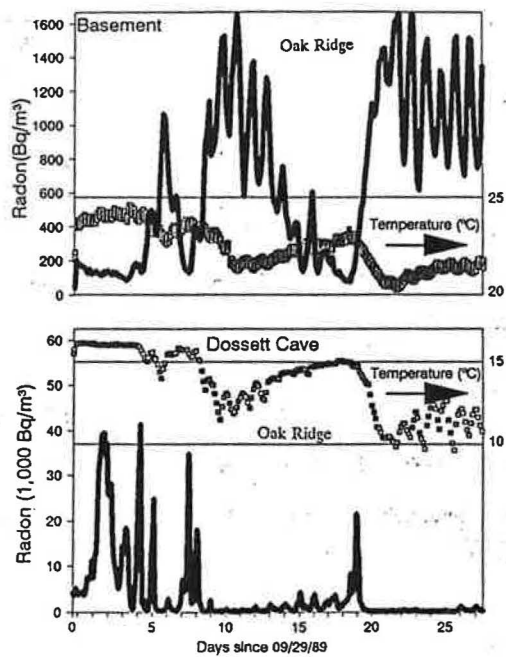 Basement
Oak Ridge
Radon(Bq/m³)
1600
1400
1200
1000
800
600
400
200
0
25
Temperature (ºC)
20
Dossett Cave
Oak Ridge
Radon (1,000 Bq/m³)
60
50
40
30
20
10
0
15
Temperature (ºC)
10
0 5 10 15 20 25
Days since 09/29/89